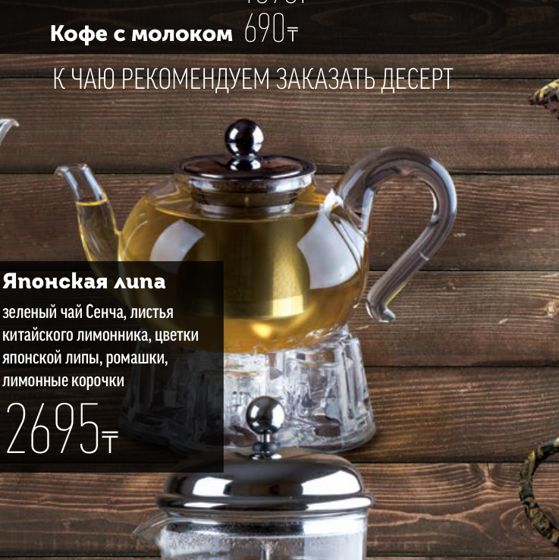 Кофе с молоком 690₸
К ЧАЮ РЕКОМЕНДУЕМ ЗАКАЗАТЬ ДЕСЕРТ
Японская липа
зеленый чай Сенча, листья
китайского лимонника, цветки
японской липы, ромашки,
лимонные корочки
2695₸